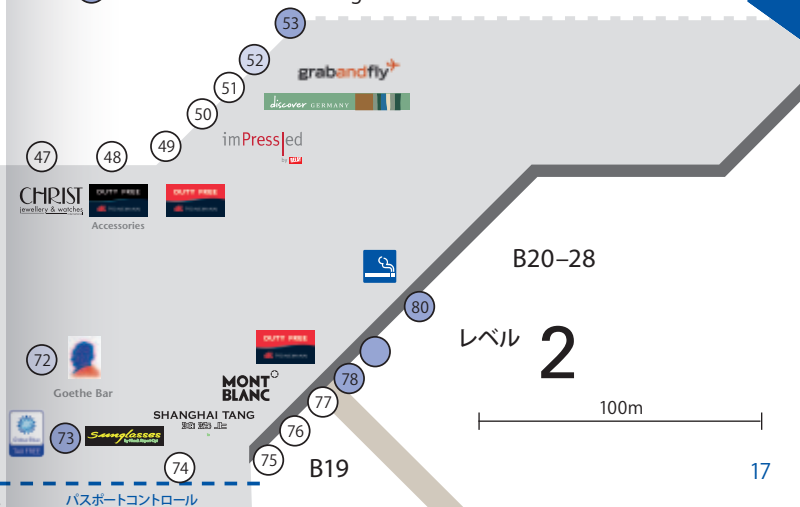 53
52
grabandfly
51
discover GERMANY
50
imPress|ed
49
47
48
CHRIST
jewellery & watches
DUTY FREE
DUTY FREE
Accessories
B20–28
80
レベル 2
72
DUTY FREE
Goethe Bar
78
MONT
BLANC
77
100m
SHANGHAI TANG
76
73
Sunglasses
74
75
B19
17
パスポートコントロール